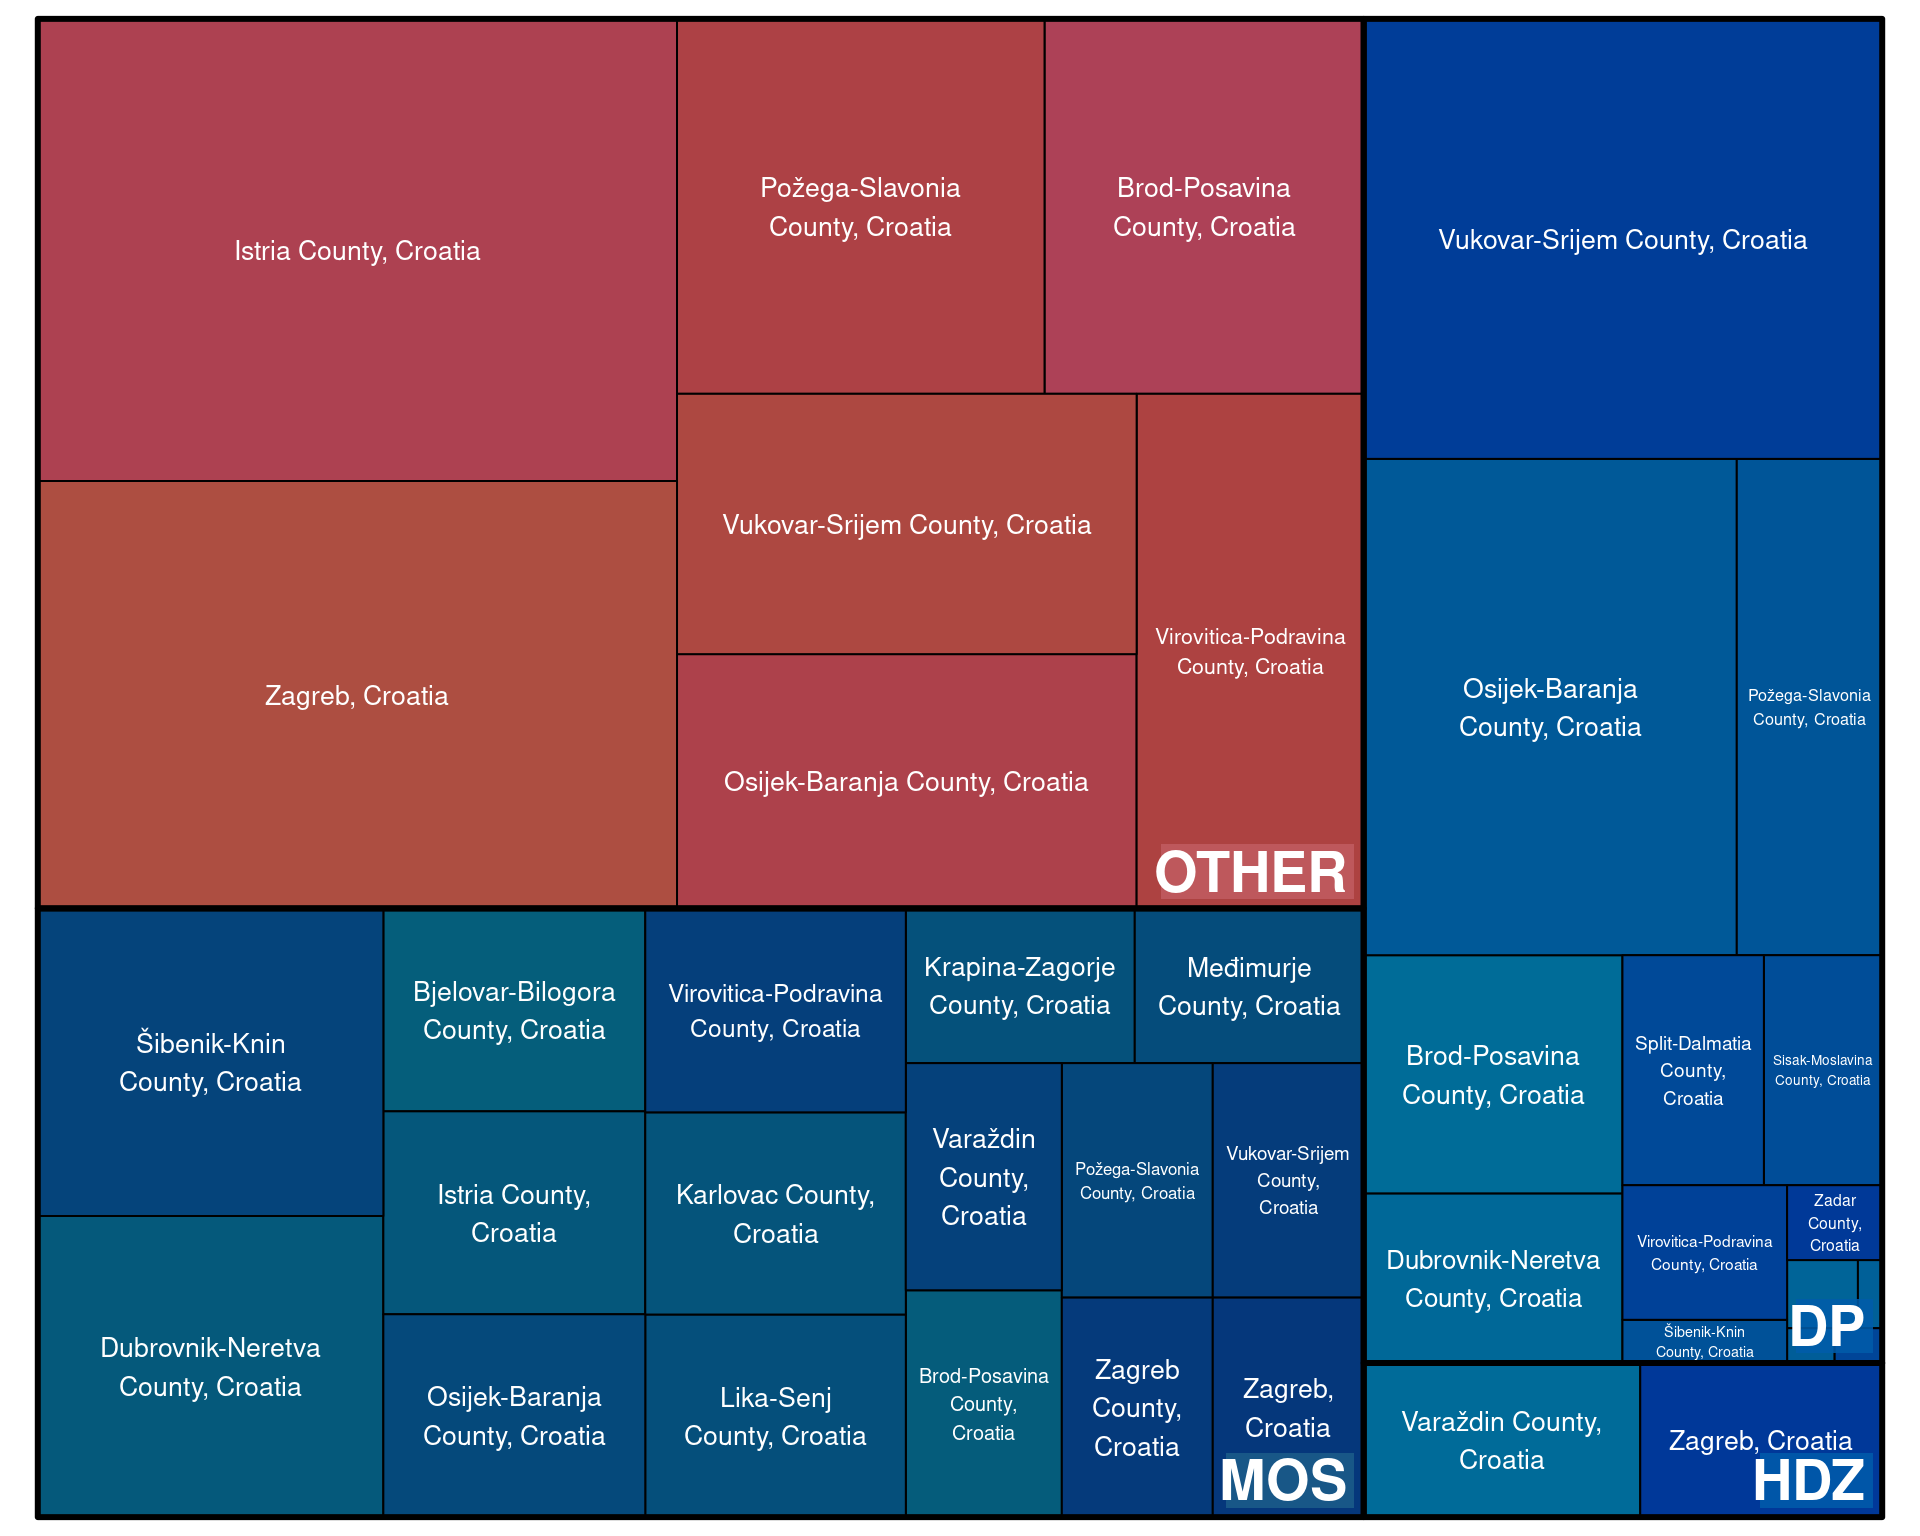 Istria County, Croatia
Zagreb, Croatia
Požega-Slavonia
County, Croatia
Brod-Posavina
County, Croatia
Vukovar-Srijem County, Croatia
Osijek-Baranja County, Croatia
Virovitica-Podravina
County, Croatia
OTHER
Šibenik-Knin
County, Croatia
Dubrovnik-Neretva
County, Croatia
Bjelovar-Bilogora
County, Croatia
Istria County,
Croatia
Osijek-Baranja
County, Croatia
Virovitica-Podravina
County, Croatia
Karlovac County,
Croatia
Lika-Senj
County, Croatia
Krapina-Zagorje
County, Croatia
Međimurje
County, Croatia
Varaždin
County,
Croatia
Požega-Slavonia
County, Croatia
Vukovar-Srijem
County,
Croatia
Brod-Posavina
County,
Croatia
Zagreb
County,
Croatia
Zagreb,
Croatia
MOS
Vukovar-Srijem County, Croatia
Osijek-Baranja
County, Croatia
Požega-Slavonia
County, Croatia
Brod-Posavina
County, Croatia
Dubrovnik-Neretva
County, Croatia
Split-Dalmatia
County,
Croatia
Sisak-Moslavina
County, Croatia
Virovitica-Podravina
County, Croatia
Zadar
County,
Croatia
Šibenik-Knin
County, Croatia
DP
Varaždin County,
Croatia
Zagreb, Croatia
HDZ